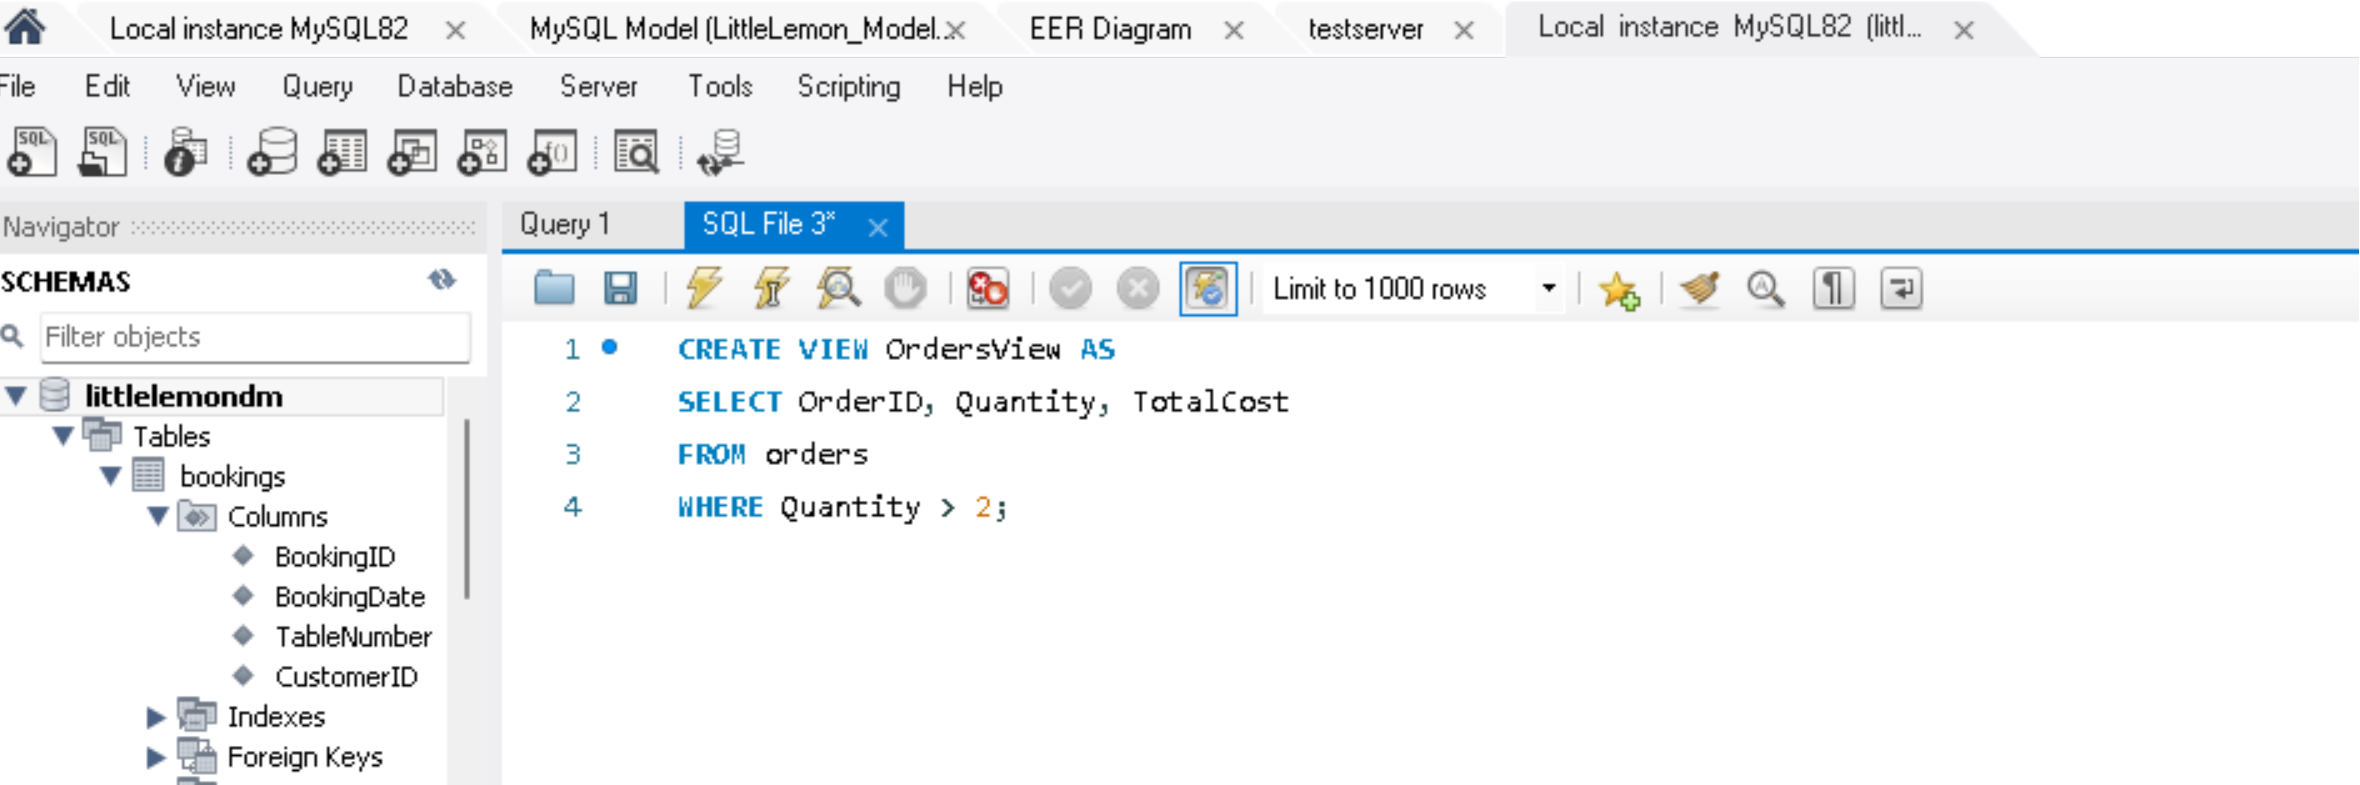 Local instance MySQL82 MySQL Model (LittleLemon_Model. EER Diagram testserver Local instance MySQL82 (littl...
File Edit View Query Database Server Tools Scripting Help
SQL SQL f()
Navigator
Query 1 SQL File 3*
SCHEMAS
Limit to 1000 rows
Filter objects
1 CREATE VIEW OrdersView AS
2 SELECT OrderID, Quantity, TotalCost
3 FROM orders
4 WHERE Quantity > 2;
littlelemondm
Tables
bookings
Columns
BookingID
BookingDate
TableNumber
CustomerID
Indexes
Foreign Keys